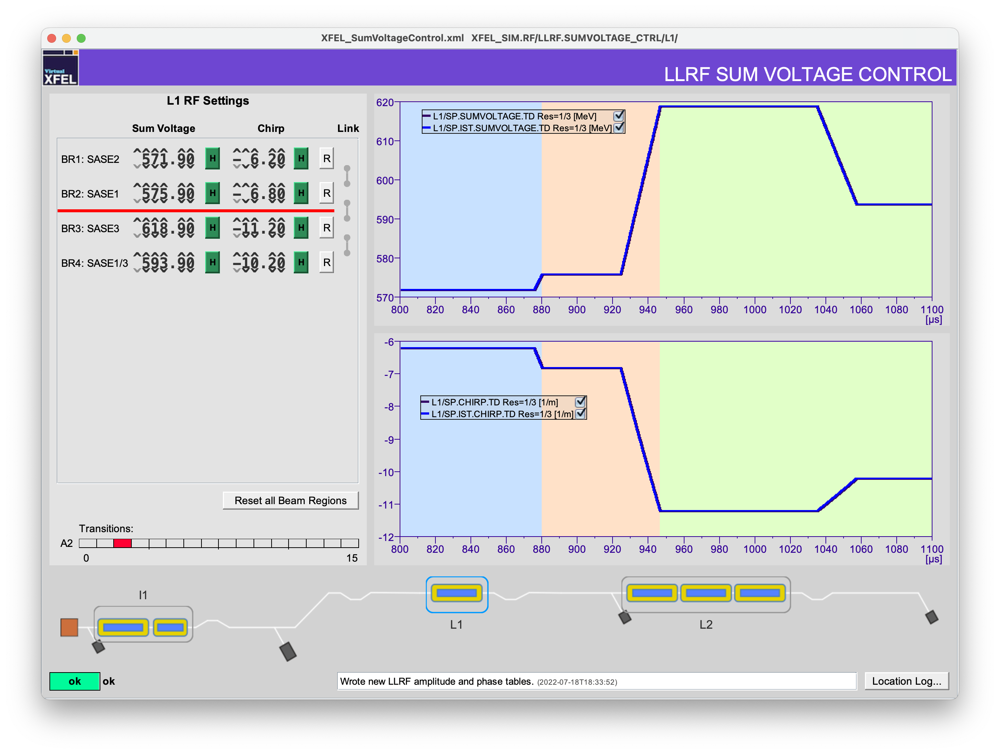 XFEL_SumVoltageControl.xml XFEL_SIM.RF/LLRF.SUMVOLTAGE_CTRL/L1/
Virtual
XFEL
LLRF SUM VOLTAGE CONTROL
L1 RF Settings
Sum Voltage Chirp Link
BR1: SASE2 571.90 H - 6.20 H R
BR2: SASE1 575.90 H - 6.80 H R
BR3: SASE3 618.90 H -11.20 H R
BR4: SASE1/3 593.90 H -10.20 H R
Reset all Beam Regions
Transitions:
A2
0 15
620
610
600
590
580
570
L1/SP.SUMVOLTAGE.TD Res=1/3 [MeV]
L1/SP.IST.SUMVOLTAGE.TD Res=1/3 [MeV]
800 820 840 860 880 900 920 940 960 980 1000 1020 1040 1060 1080 1100
[µs]
-6
-7
-8
-9
-10
-11
-12
L1/SP.CHIRP.TD Res=1/3 [1/m]
L1/SP.IST.CHIRP.TD Res=1/3 [1/m]
800 820 840 860 880 900 920 940 960 980 1000 1020 1040 1060 1080 1100
[µs]
I1
L1
L2
ok ok
Wrote new LLRF amplitude and phase tables. (2022-07-18T18:33:52)
Location Log...